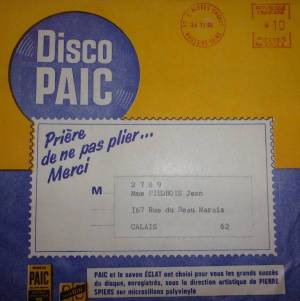 Disco
PAIC
Prière
de ne pas plier...
Merci
M
2789
Mme PIEDBOIS Jean
167 Rue du Beau Marais
CALAIS 62
PAIC et le savon ÉCLAT ont choisi pour vous les grands succès
du disque, enregistrés, sous la direction artistique de PIERRE
SPIERS sur microsillons polyvinyle